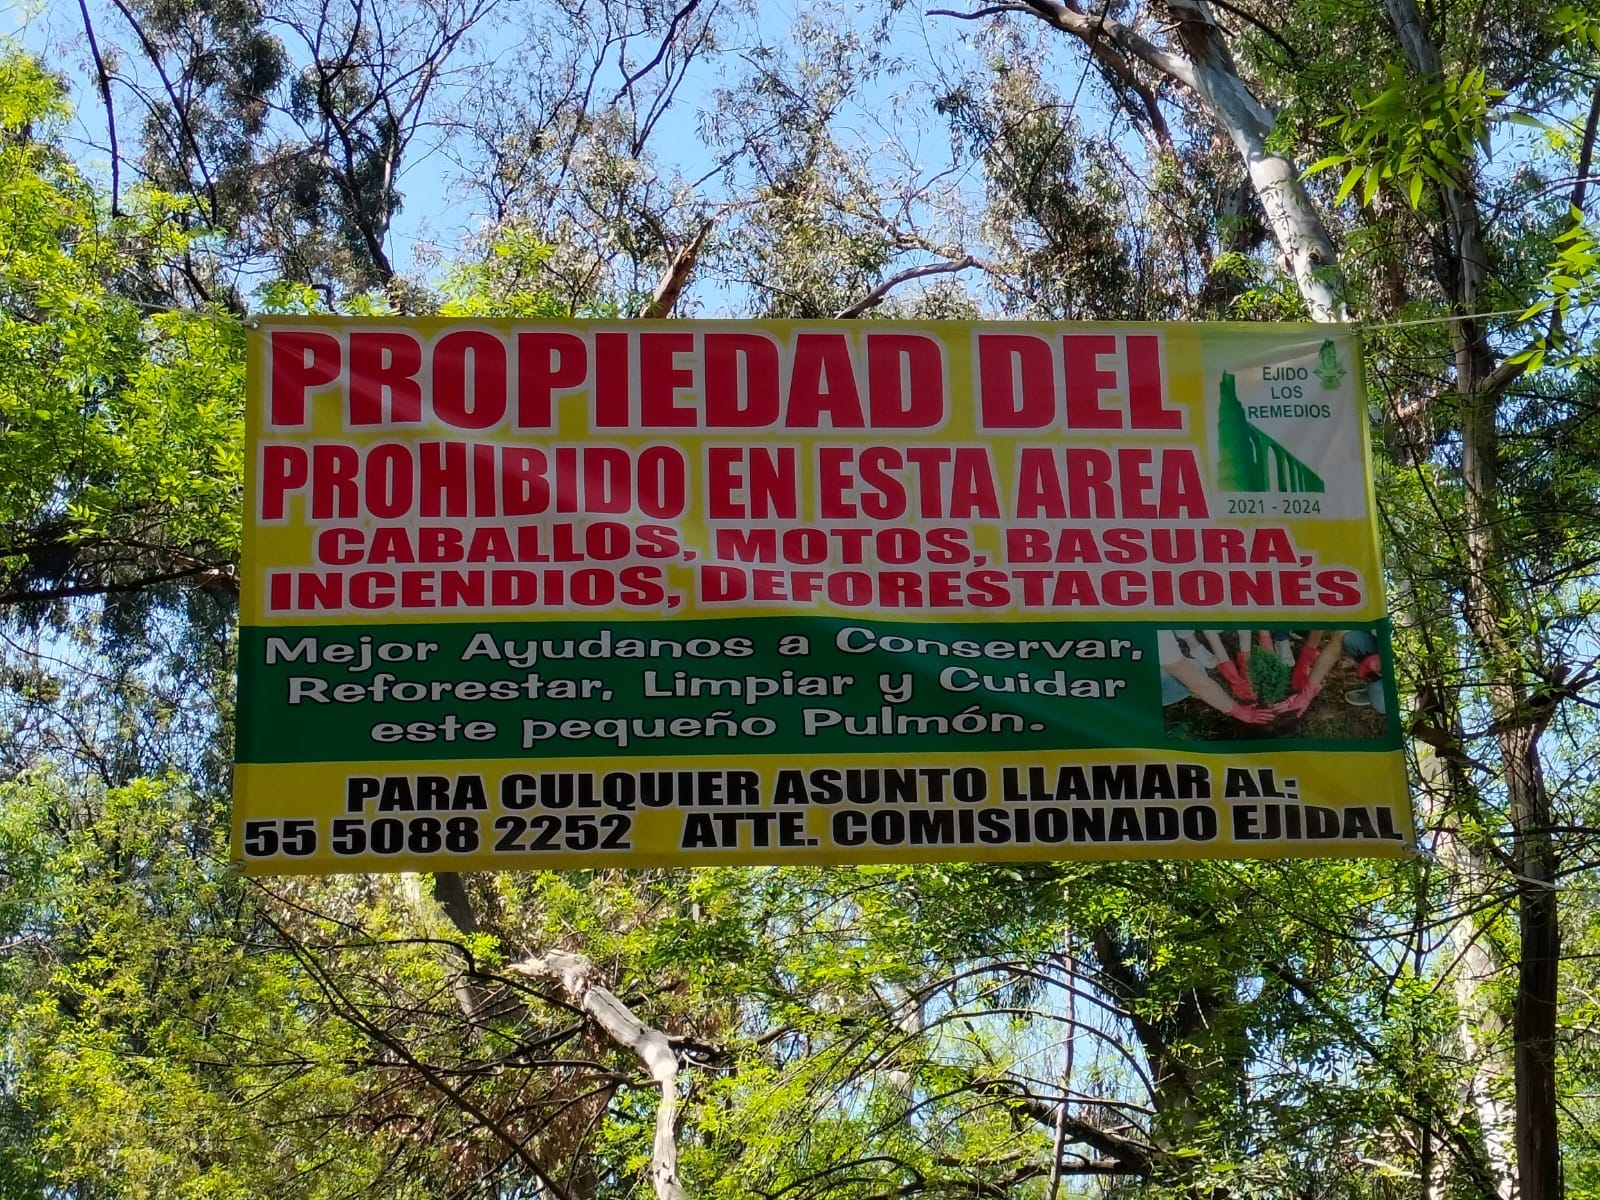 PROPIEDAD DEL
EJIDO
LOS
REMEDIOS
2021 - 2024
PROHIBIDO EN ESTA AREA
CABALLOS, MOTOS, BASURA,
INCENDIOS, DEFORESTACIONES
Mejor Ayudanos a Conservar,
Reforestar, Limpiar y Cuidar
este pequeño Pulmón.
PARA CULQUIER ASUNTO LLAMAR AL:
55 5088 2252 ATTE. COMISIONADO EJIDAL